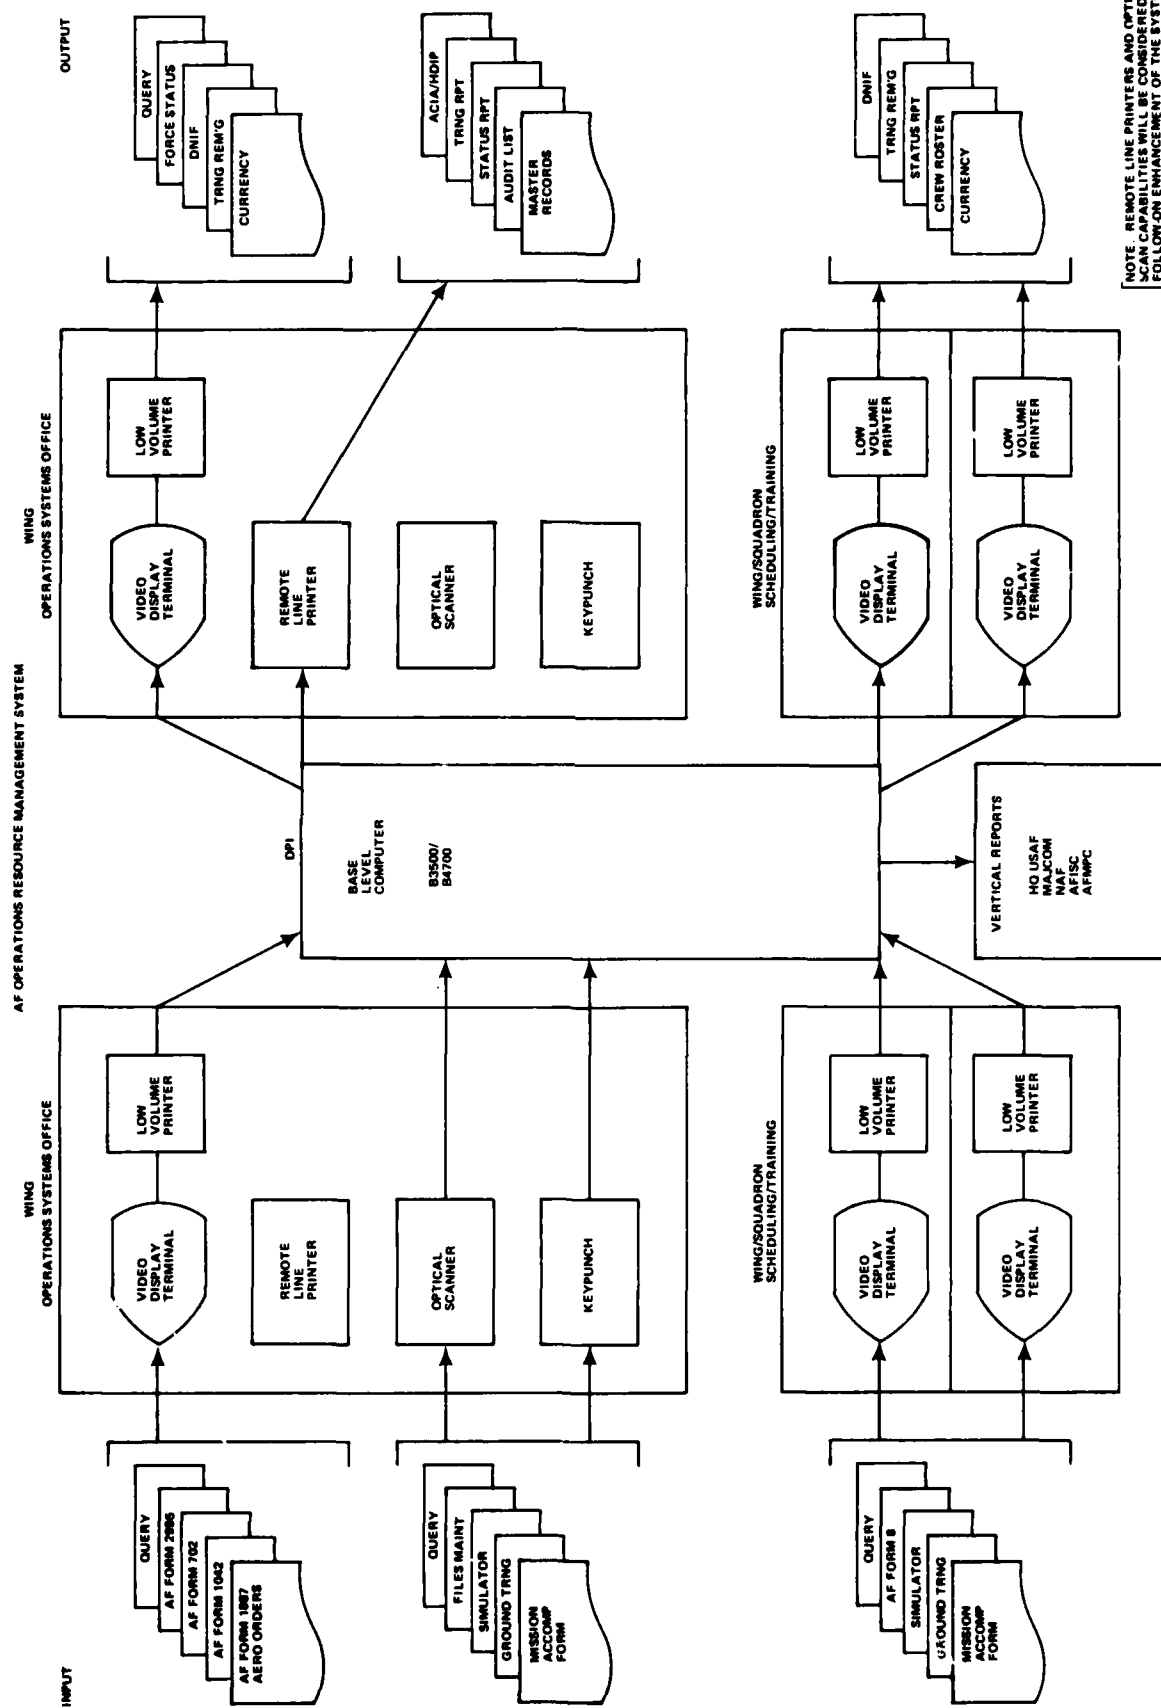 AF OPERATIONS RESOURCE MANAGEMENT SYSTEM
INPUT
WING
OPERATIONS SYSTEMS OFFICE
WING
OPERATIONS SYSTEMS OFFICE
OUTPUT
QUERY
AF FORM 2986
AF FORM 702
AF FORM 1042
AF FORM 1887
AERO ORDERS
VIDEO
DISPLAY
TERMINAL
LOW
VOLUME
PRINTER
REMOTE
LINE
PRINTER
QUERY
FILES MAINT
SIMULATOR
GROUND TRNG
MISSION
ACCOMP
FORM
OPTICAL
SCANNER
KEYPUNCH
DPI
BASE
LEVEL
COMPUTER
B3500/
B4700
VIDEO
DISPLAY
TERMINAL
LOW
VOLUME
PRINTER
REMOTE
LINE
PRINTER
OPTICAL
SCANNER
KEYPUNCH
QUERY
FORCE STATUS
DNIF
TRNG REM'G
CURRENCY
ACIA/HDIP
TRNG RPT
STATUS RPT
AUDIT LIST
MASTER
RECORDS
QUERY
AF FORM 8
SIMULATOR
GROUND TRNG
MISSION
ACCOMP
FORM
WING/SQUADRON
SCHEDULING/TRAINING
VIDEO
DISPLAY
TERMINAL
LOW
VOLUME
PRINTER
VIDEO
DISPLAY
TERMINAL
LOW
VOLUME
PRINTER
VERTICAL REPORTS
HQ USAF
MAJCOM
NAF
AFISC
AFMPC
WING/SQUADRON
SCHEDULING/TRAINING
VIDEO
DISPLAY
TERMINAL
LOW
VOLUME
PRINTER
VIDEO
DISPLAY
TERMINAL
LOW
VOLUME
PRINTER
DNIF
TRNG REM'G
STATUS RPT
CREW ROSTER
CURRENCY
NOTE. REMOTE LINE PRINTERS AND
SCAN CAPABILITIES WILL BE CONSIDERED
FOLLOW-ON ENHANCEMENT OF THE